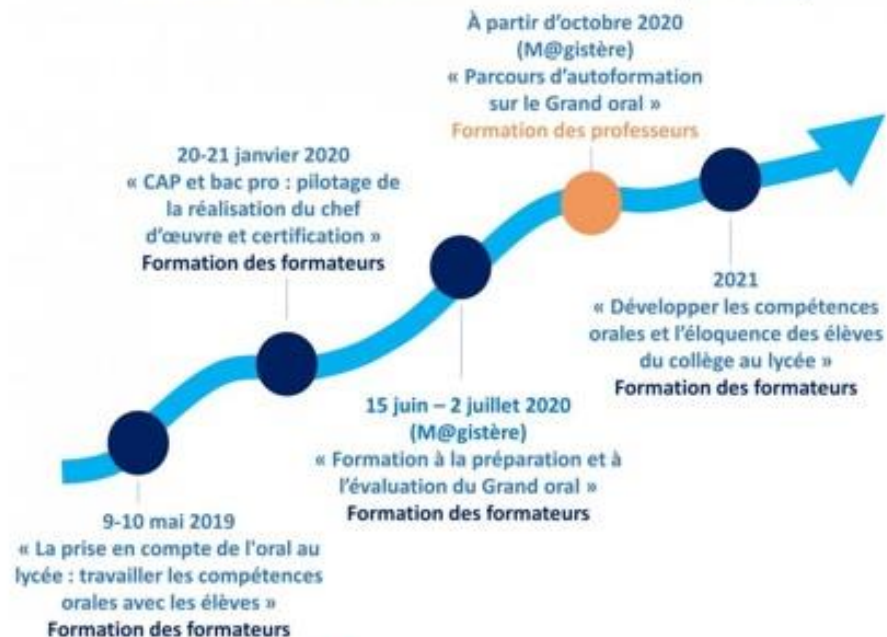 À partir d'octobre 2020
(M@gistère)
« Parcours d'autoformation
sur le Grand oral »
Formation des professeurs
20-21 janvier 2020
« CAP et bac pro : pilotage de
la réalisation du chef
d'œuvre et certification »
Formation des formateurs
2021
« Développer les compétences
orales et l'éloquence des élèves
du collège au lycée »
Formation des formateurs
15 juin – 2 juillet 2020
(M@gistère)
« Formation à la préparation et à
l'évaluation du Grand oral »
Formation des formateurs
9-10 mai 2019
« La prise en compte de l'oral au
lycée : travailler les compétences
orales avec les élèves »
Formation des formateurs